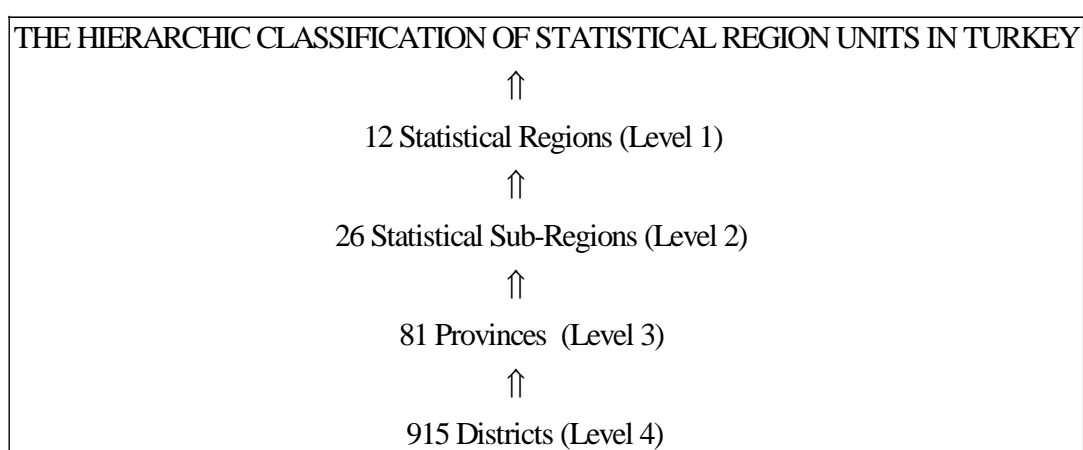 THE HIERARCHIC CLASSIFICATION OF STATISTICAL REGION UNITS IN TURKEY
⇑
12 Statistical Regions (Level 1)
⇑
26 Statistical Sub-Regions (Level 2)
⇑
81 Provinces (Level 3)
⇑
915 Districts (Level 4)